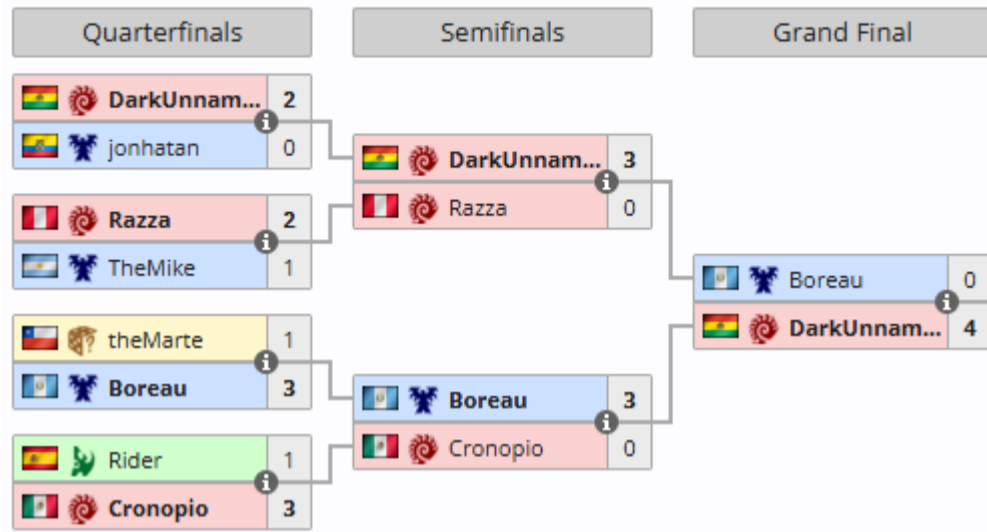 Quarterfinals
DarkUnnam... 2
jonhatan 0
Razza 2
TheMike 1
theMarte 1
Boreau 3
Rider 1
Cronopio 3
Semifinals
DarkUnnam... 3
Razza 0
Boreau 3
Cronopio 0
Grand Final
Boreau 0
DarkUnnam... 4